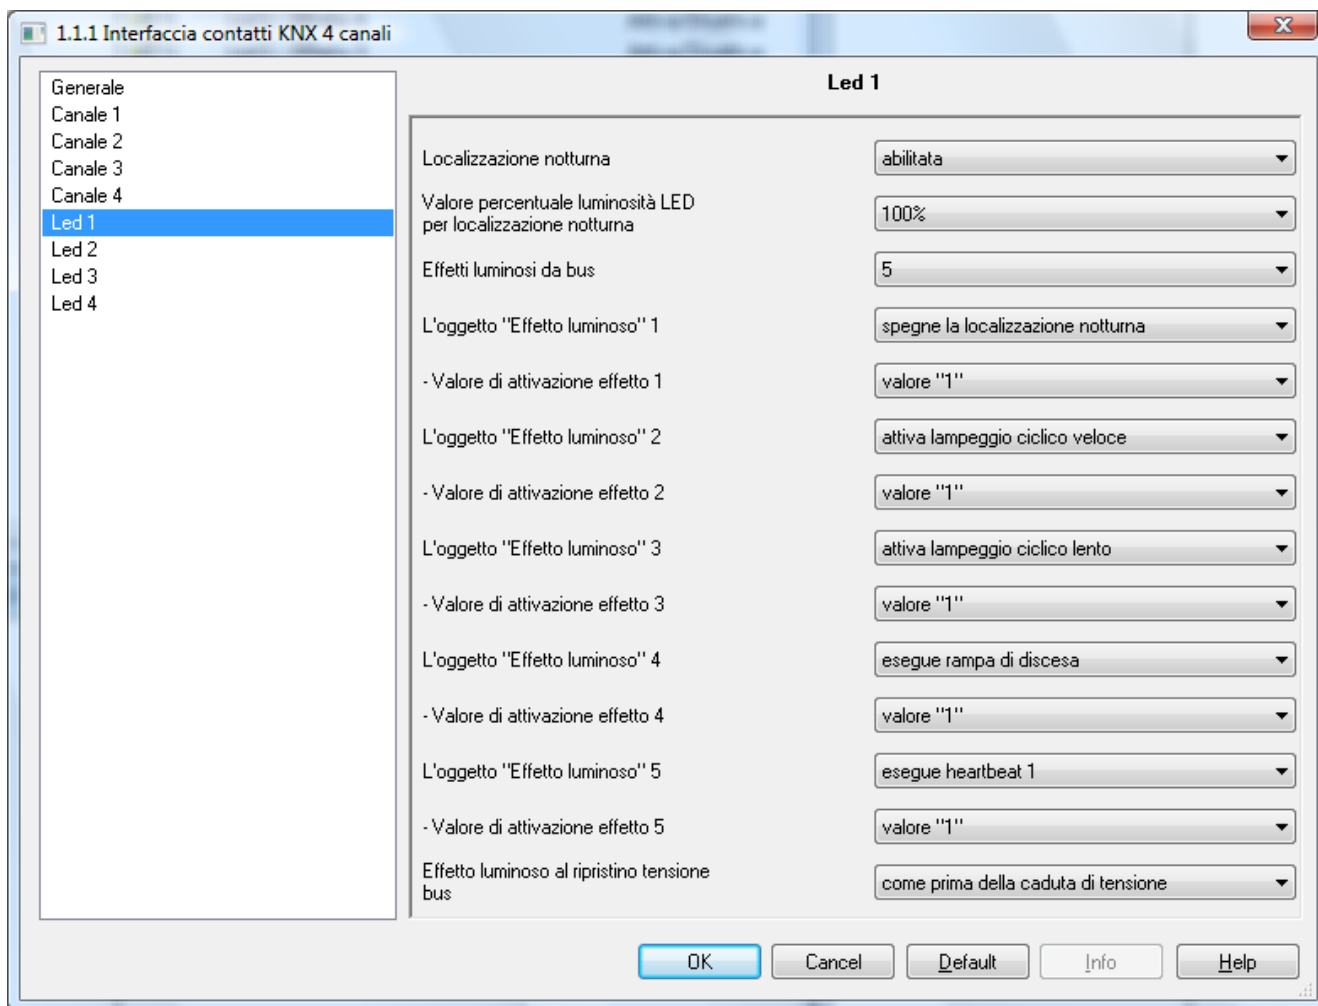 1.1.1 Interfaccia contatti KNX 4 canali
Generale
Canale 1
Canale 2
Canale 3
Canale 4
Led 1
Led 2
Led 3
Led 4
Led 1
Localizzazione notturna
abilitata
Valore percentuale luminosità LED
per localizzazione notturna
100%
Effetti luminosi da bus
5
L'oggetto "Effetto luminoso" 1
spegne la localizzazione notturna
- Valore di attivazione effetto 1
valore "1"
L'oggetto "Effetto luminoso" 2
attiva lampeggio ciclico veloce
- Valore di attivazione effetto 2
valore "1"
L'oggetto "Effetto luminoso" 3
attiva lampeggio ciclico lento
- Valore di attivazione effetto 3
valore "1"
L'oggetto "Effetto luminoso" 4
esegue rampa di discesa
- Valore di attivazione effetto 4
valore "1"
L'oggetto "Effetto luminoso" 5
esegue heartbeat 1
- Valore di attivazione effetto 5
valore "1"
Effetto luminoso al ripristino tensione
bus
come prima della caduta di tensione
OK
Cancel
Default
Info
Help